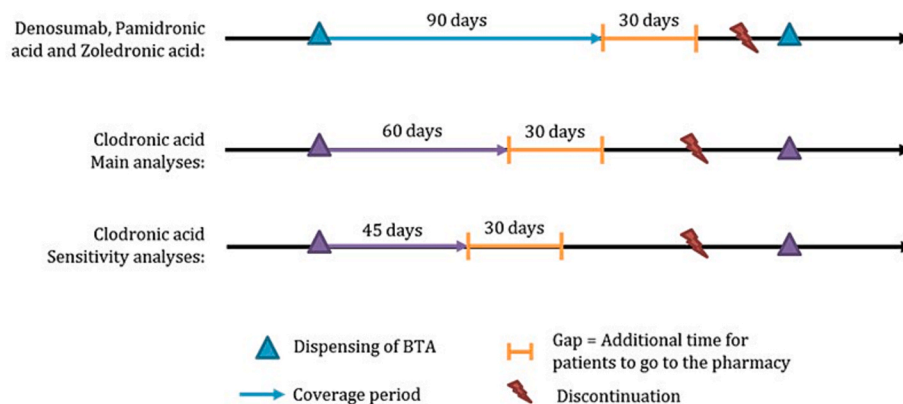 Denosumab, Pamidronic
acid and Zoledronic acid:
90 days
30 days
Clodronic acid
Main analyses:
60 days
30 days
Clodronic acid
Sensitivity analyses:
45 days
30 days
Dispensing of BTA
Gap = Additional time for
patients to go to the pharmacy
Coverage period
Discontinuation